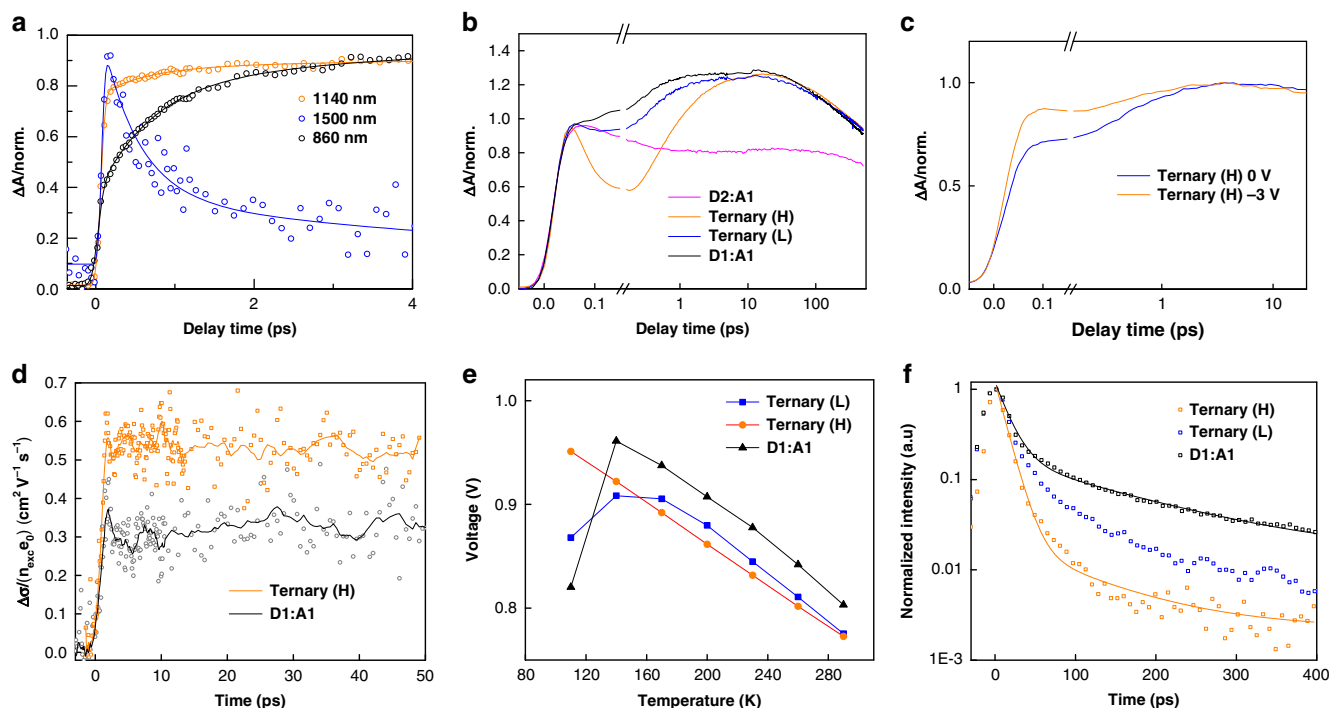 a
ΔA/norm.
1.0
0.8
0.6
0.4
0.2
0.0
1140 nm
1500 nm
860 nm
0
2
4
Delay time (ps)
b
ΔA/norm.
1.4
1.2
1.0
0.8
0.6
0.4
0.2
0.0
D2:A1
Ternary (H)
Ternary (L)
D1:A1
0.0
0.1
1
10
100
Delay time (ps)
c
ΔA/norm.
1.0
0.5
0.0
Ternary (H) 0 V
Ternary (H) –3 V
0.0
0.1
1
10
Delay time (ps)
d
Δσ/(n_exc e_0) (cm² V⁻¹ s⁻¹)
0.7
0.6
0.5
0.4
0.3
0.2
0.1
0.0
Ternary (H)
D1:A1
0
10
20
30
40
50
Time (ps)
e
Voltage (V)
1.0
0.9
0.8
Ternary (L)
Ternary (H)
D1:A1
120
160
200
240
280
Temperature (K)
f
Normalized intensity (a.u)
1
0.1
0.01
1E-3
Ternary (H)
Ternary (L)
D1:A1
0
100
200
300
400
Time (ps)